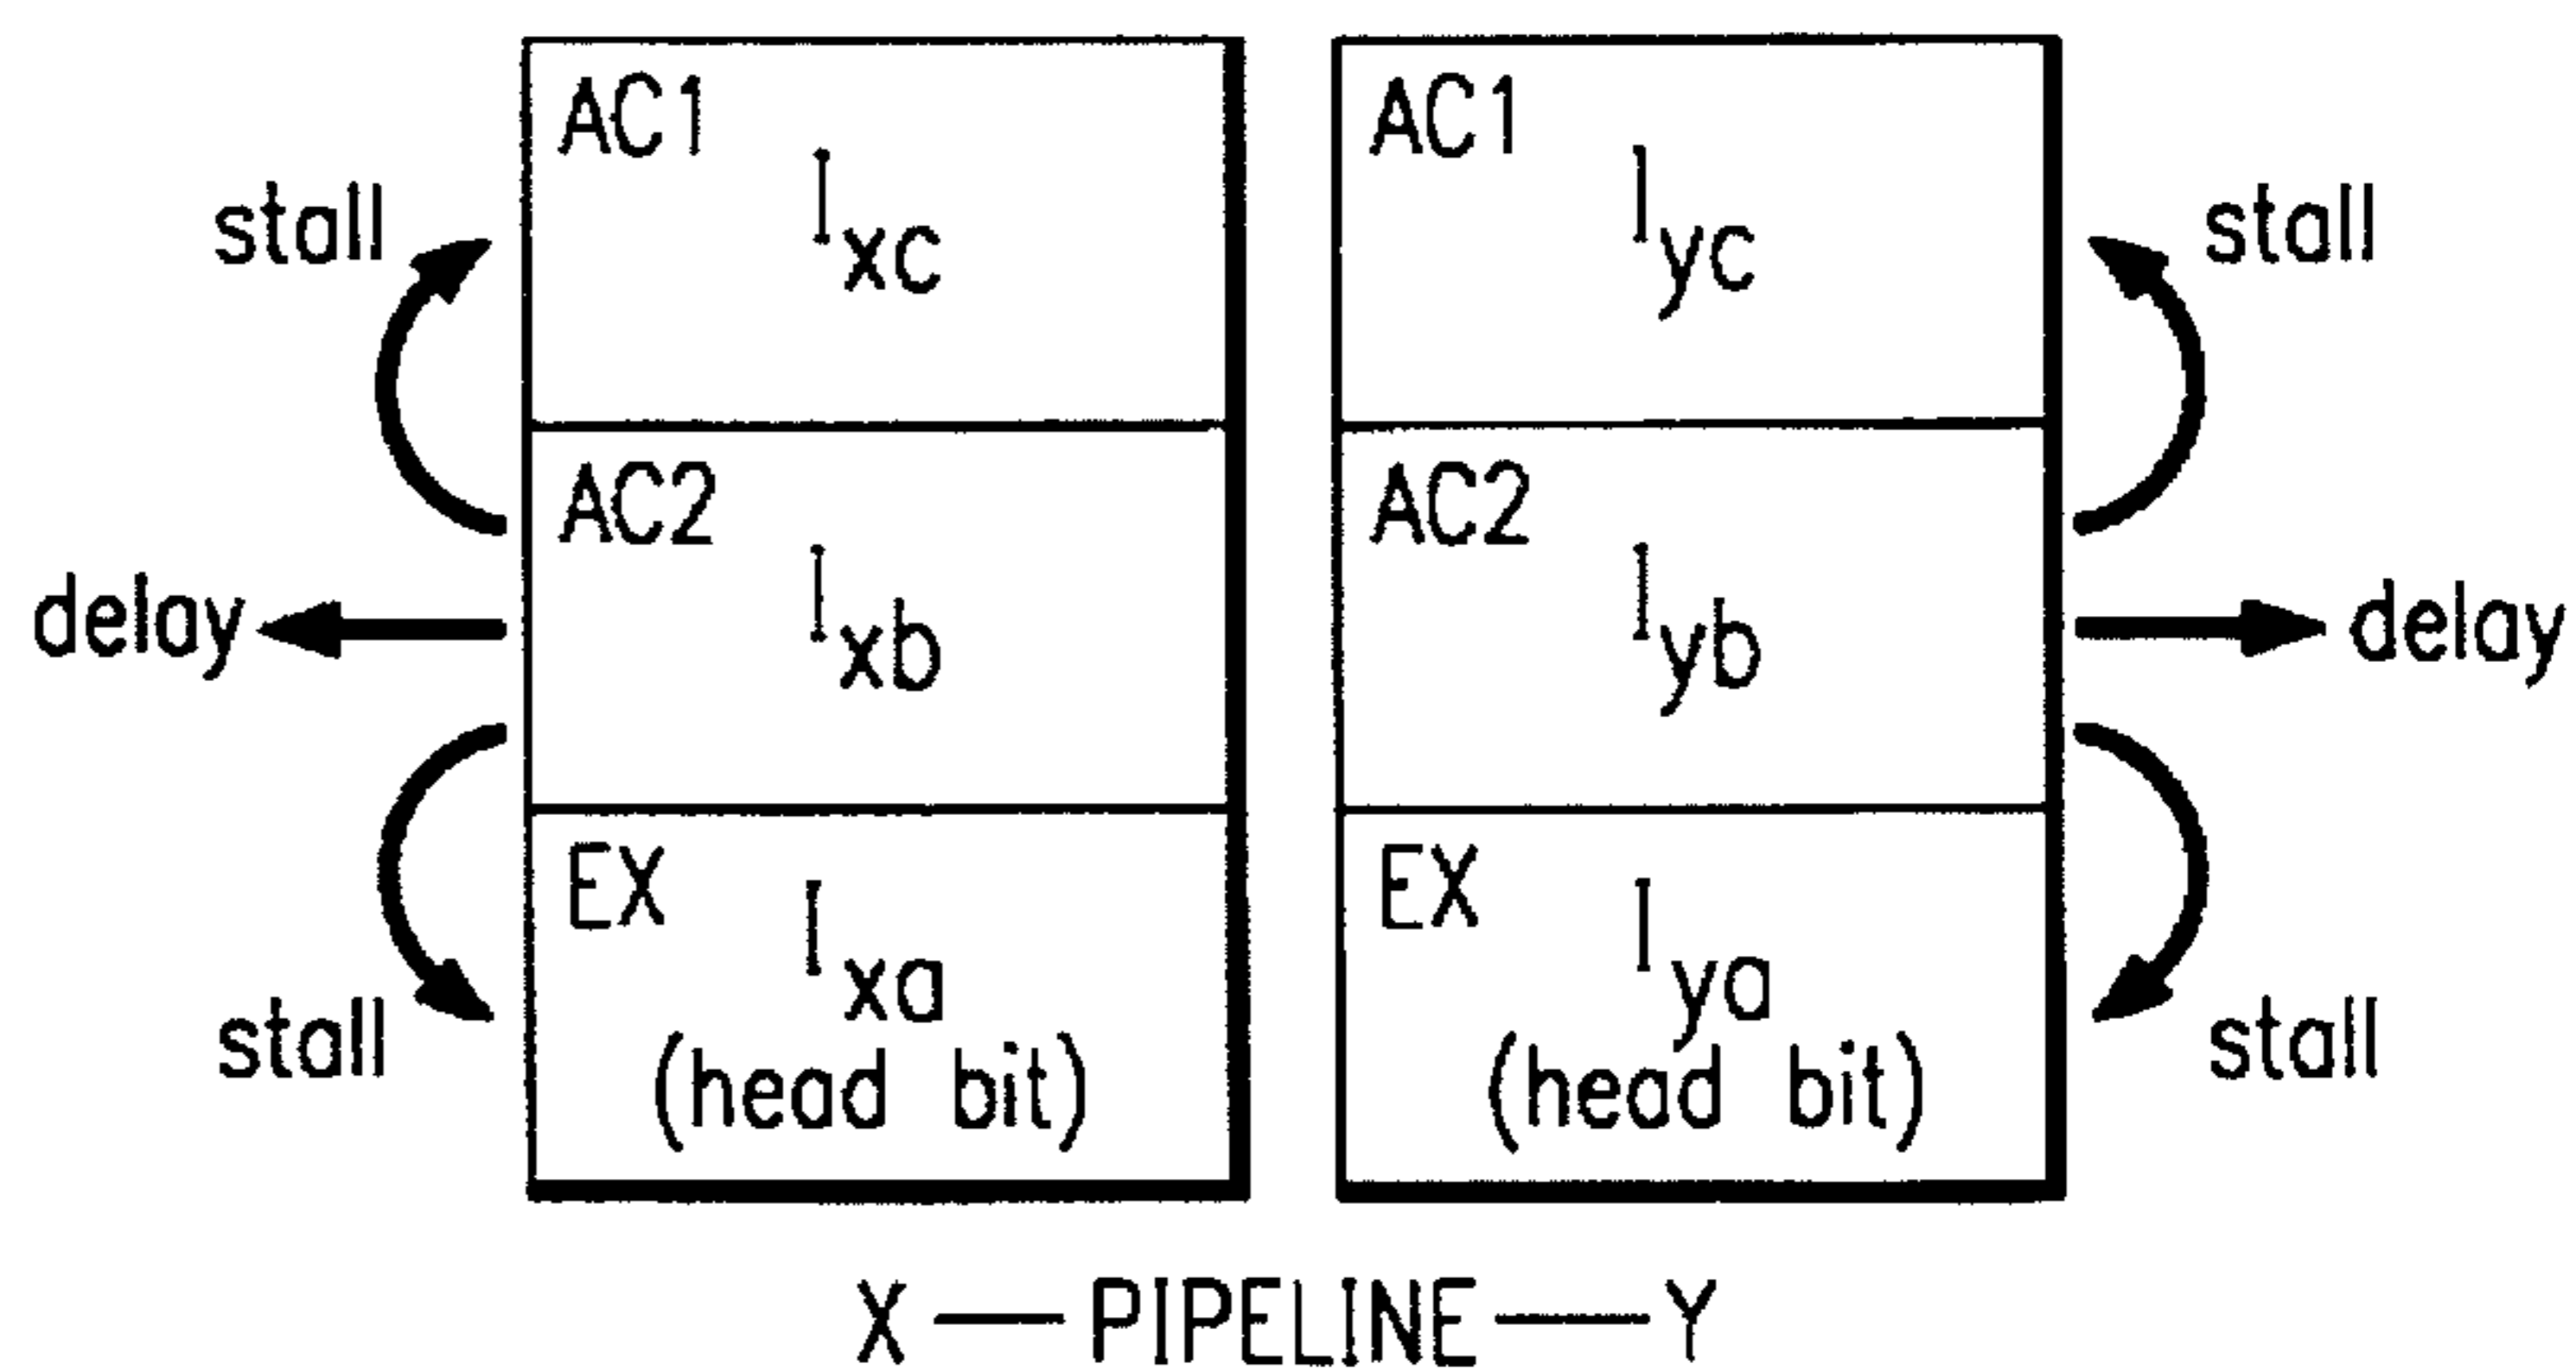 AC1
I xc
AC1
I yc
stall
stall
AC2
I xb
AC2
I yb
delay
delay
EX
I xa
(head bit)
EX
I ya
(head bit)
stall
stall
X — PIPELINE — Y